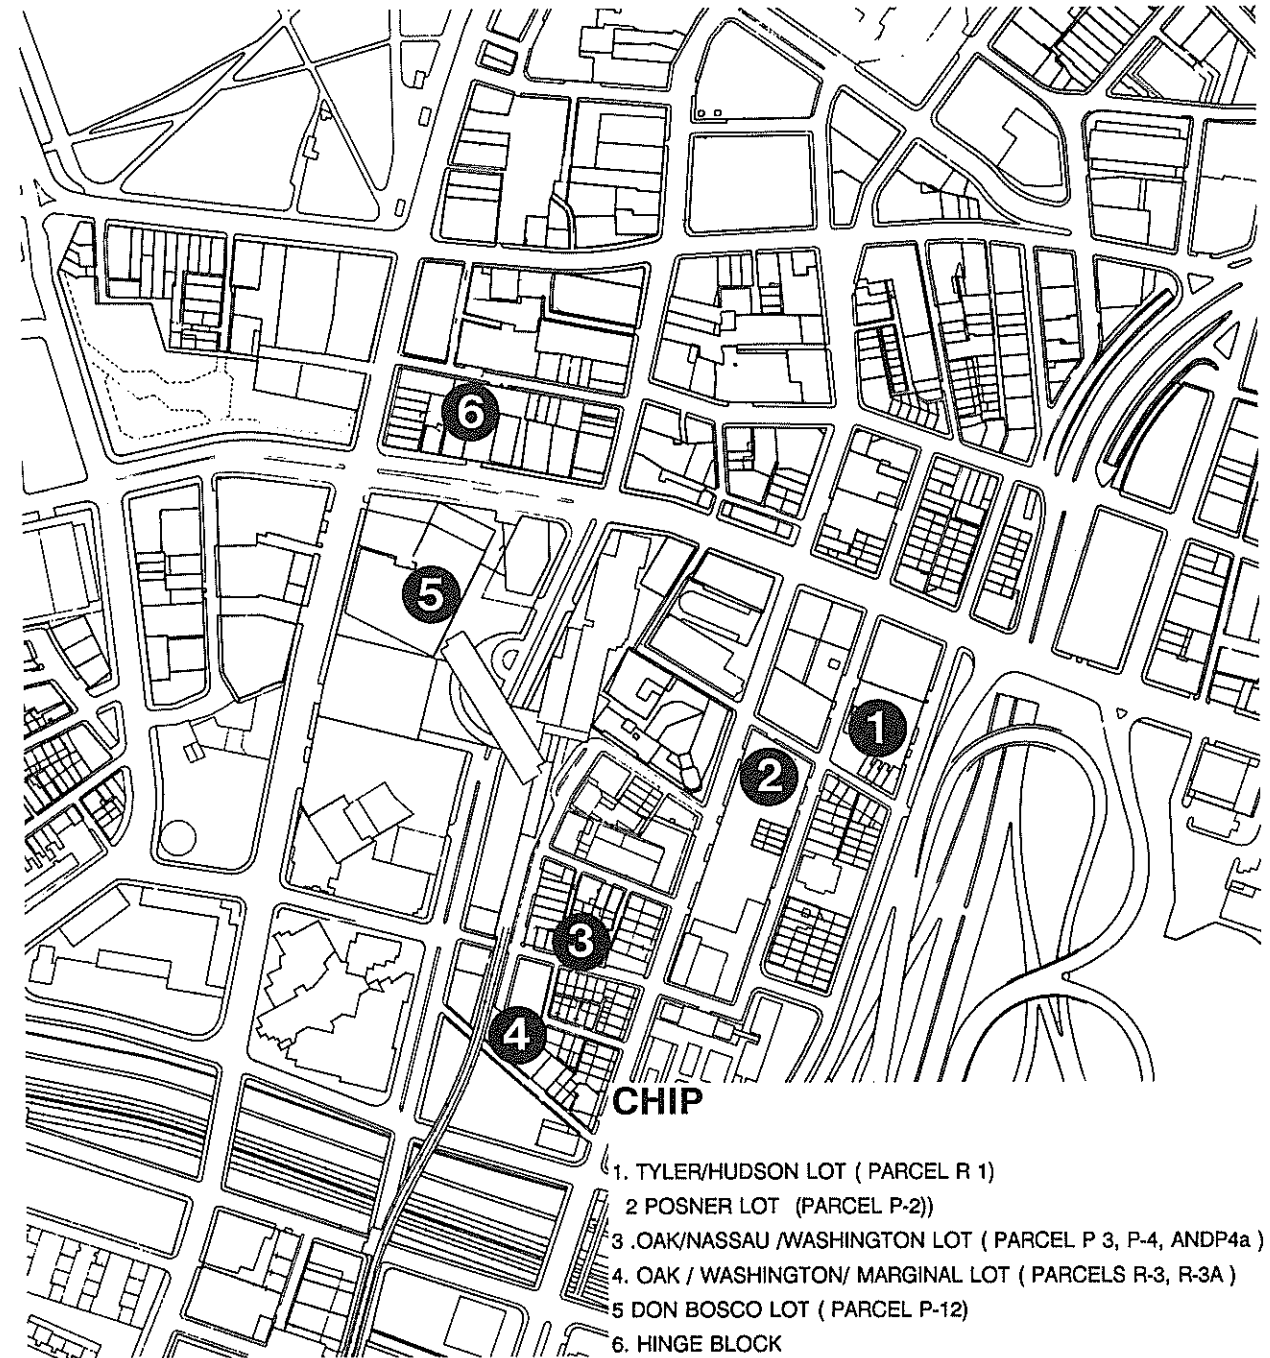 6
5
1
2
3
4
CHIP
1. TYLER/HUDSON LOT ( PARCEL R 1)
2 POSNER LOT (PARCEL P-2))
3 .OAK/NASSAU /WASHINGTON LOT ( PARCEL P 3, P-4, ANDP4a )
4. OAK / WASHINGTON/ MARGINAL LOT ( PARCELS R-3, R-3A )
5 DON BOSCO LOT ( PARCEL P-12)
6. HINGE BLOCK